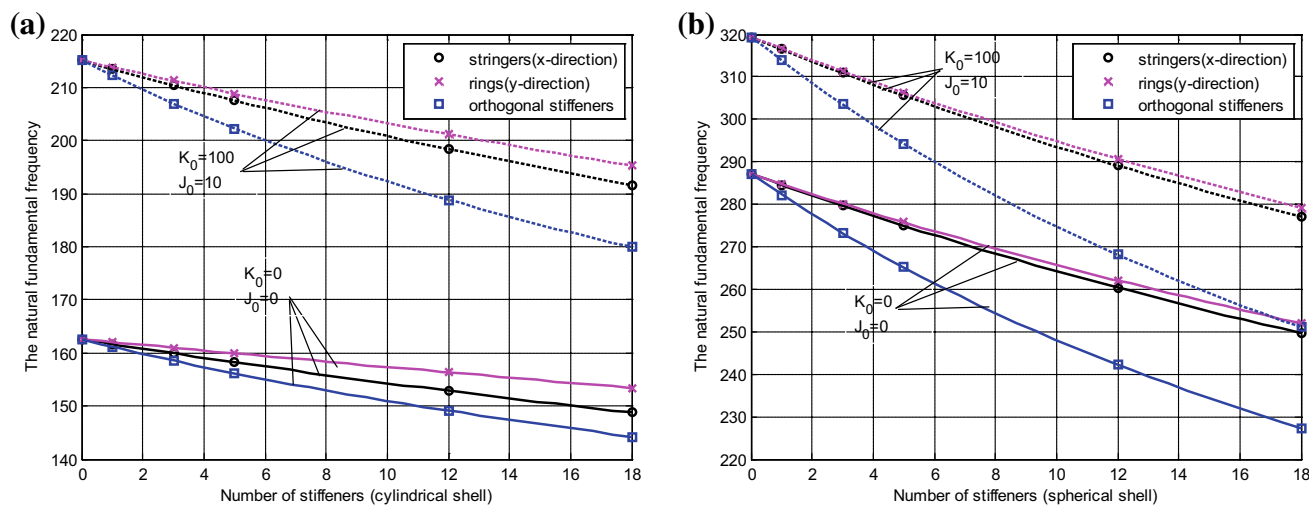 (a)
The natural fundamental frequency
220
210
200
190
180
170
160
150
140
stringers(x-direction)
rings(y-direction)
orthogonal stiffeners
K0=100
J0=10
K0=0
J0=0
0 2 4 6 8 10 12 14 16 18
Number of stiffeners (cylindrical shell)
(b)
The natural fundamental frequency
320
310
300
290
280
270
260
250
240
230
220
stringers(x-direction)
rings(y-direction)
orthogonal stiffeners
K0=100
J0=10
K0=0
J0=0
0 2 4 6 8 10 12 14 16 18
Number of stiffeners (spherical shell)